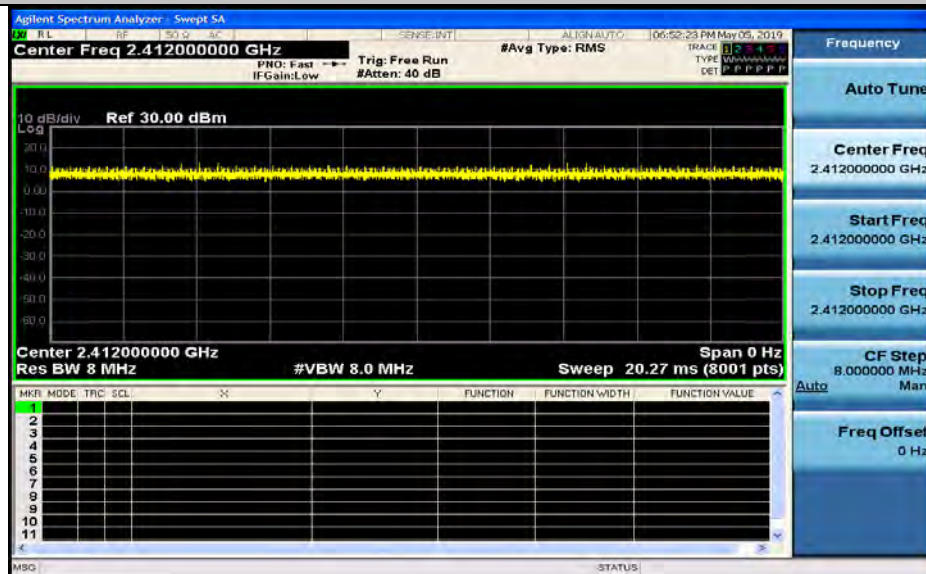 Agilent Spectrum Analyzer - Swept SA
LXI RL RF 50 Ω AC SENSE:INT ALIGN AUTO 06:52:23 PM May 05, 2019
Center Freq 2.412000000 GHz #Avg Type: RMS TRACE 1 2 3 4 5 6
PNO: Fast Trig: Free Run TYPE
IFGain:Low #Atten: 40 dB DET P P P P P P
10 dB/div Ref 30.00 dBm
Log
20.0
10.0
0.00
-10.0
-20.0
-30.0
-40.0
-50.0
-60.0
Center 2.412000000 GHz Span 0 Hz
Res BW 8 MHz #VBW 8.0 MHz Sweep 20.27 ms (8001 pts)
MKR MODE TRC SCL X Y FUNCTION FUNCTION WIDTH FUNCTION VALUE
1
2
3
4
5
6
7
8
9
10
11
MSG STATUS
Frequency
Auto Tune
Center Freq
2.412000000 GHz
Start Freq
2.412000000 GHz
Stop Freq
2.412000000 GHz
CF Step
8.000000 MHz
Auto Man
Freq Offset
0 Hz